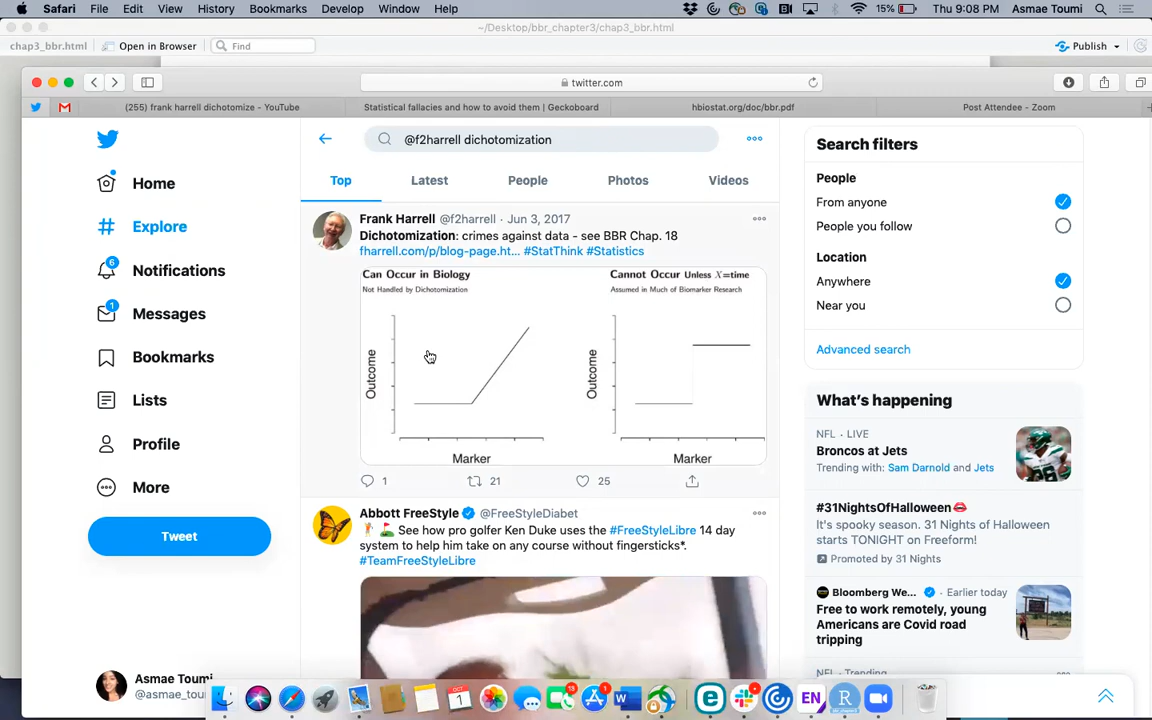 Safari File Edit View History Bookmarks Develop Window Help
15% Thu 9:08 PM Asmae Toumi
~/Desktop/bbr_chapter3/chap3_bbr.html
chap3_bbr.html Open in Browser Find Publish
twitter.com
(255) frank harrell dichotomize - YouTube Statistical fallacies and how to avoid them | Geckoboard hbiostat.org/doc/bbr.pdf Post Attendee - Zoom
@f2harrell dichotomization
Top Latest People Photos Videos
Home
Explore
6
Notifications
1
Messages
Bookmarks
Lists
Profile
More
Tweet
Asmae Toumi
@asmae_tou
Frank Harrell @f2harrell · Jun 3, 2017
Dichotomization: crimes against data - see BBR Chap. 18
fharrell.com/p/blog-page.ht... #StatThink #Statistics
Can Occur in Biology
Not Handled by Dichotomization
Outcome
Marker
Cannot Occur Unless X=time
Assumed in Much of Biomarker Research
Outcome
Marker
1 21 25
Abbott FreeStyle @FreeStyleDiabet
See how pro golfer Ken Duke uses the #FreeStyleLibre 14 day
system to help him take on any course without fingersticks*.
#TeamFreeStyleLibre
Search filters
People
From anyone
People you follow
Location
Anywhere
Near you
Advanced search
What's happening
NFL · LIVE
Broncos at Jets
Trending with: Sam Darnold and Jets
#31NightsOfHalloween
It's spooky season. 31 Nights of Halloween
starts TONIGHT on Freeform!
Promoted by 31 Nights
Bloomberg We... · Earlier today
Free to work remotely, young
Americans are Covid road
tripping
NFL · Trending
OCT
1
EN
R